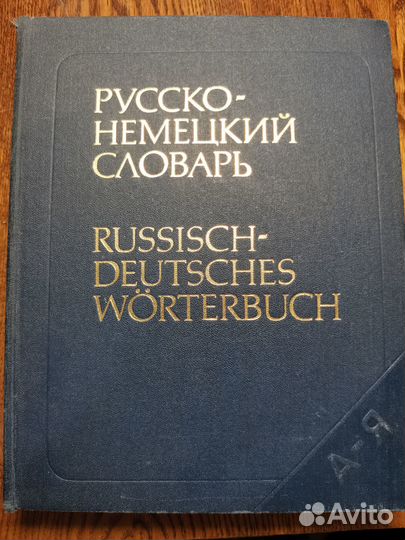 РУССКО-
НЕМЕЦКИЙ
СЛОВАРЬ
RUSSISCH-
DEUTSCHES
WÖRTERBUCH
А-Я
Avito